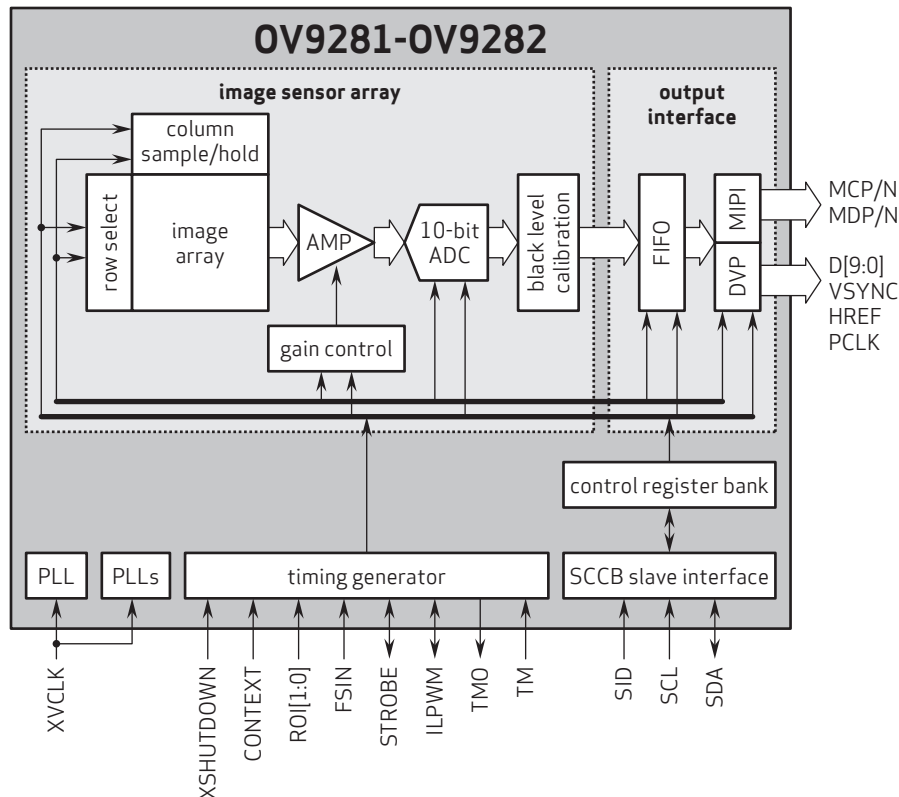 OV9281-OV9282
image sensor array
output
interface
column
sample/hold
row select
image
array
AMP
10-bit
ADC
black level
calibration
FIFO
MIPI
DVP
MCP/N
MDP/N
D[9:0]
VSYNC
HREF
PCLK
gain control
control register bank
PLL
PLLs
timing generator
SCCB slave interface
XVCLK
XSHUTDOWN
CONTEXT
ROI[1:0]
FSIN
STROBE
ILPWM
TMO
TM
SID
SCL
SDA